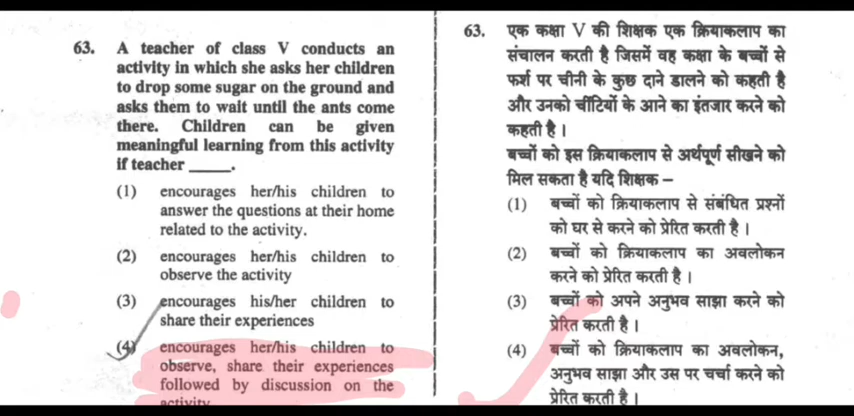 63. A teacher of class V conducts an
activity in which she asks her children
to drop some sugar on the ground and
asks them to wait until the ants come
there. Children can be given
meaningful learning from this activity
if teacher _____.
(1) encourages her/his children to
answer the questions at their home
related to the activity.
(2) encourages her/his children to
observe the activity
(3) encourages his/her children to
share their experiences
(4) encourages her/his children to
observe, share their experiences
followed by discussion on the
activity
63. एक कक्षा V की शिक्षक एक क्रियाकलाप का
संचालन करती है जिसमें वह कक्षा के बच्चों से
फर्श पर चीनी के कुछ दाने डालने को कहती है
और उनको चींटियों के आने का इंतजार करने को
कहती है ।
बच्चों को इस क्रियाकलाप से अर्थपूर्ण सीखने को
मिल सकता है यदि शिक्षक –
(1) बच्चों को क्रियाकलाप से संबंधित प्रश्नों
को घर से करने को प्रेरित करती है ।
(2) बच्चों को क्रियाकलाप का अवलोकन
करने को प्रेरित करती है ।
(3) बच्चों को अपने अनुभव साझा करने को
प्रेरित करती है ।
(4) बच्चों को क्रियाकलाप का अवलोकन,
अनुभव साझा और उस पर चर्चा करने को
प्रेरित करती है ।